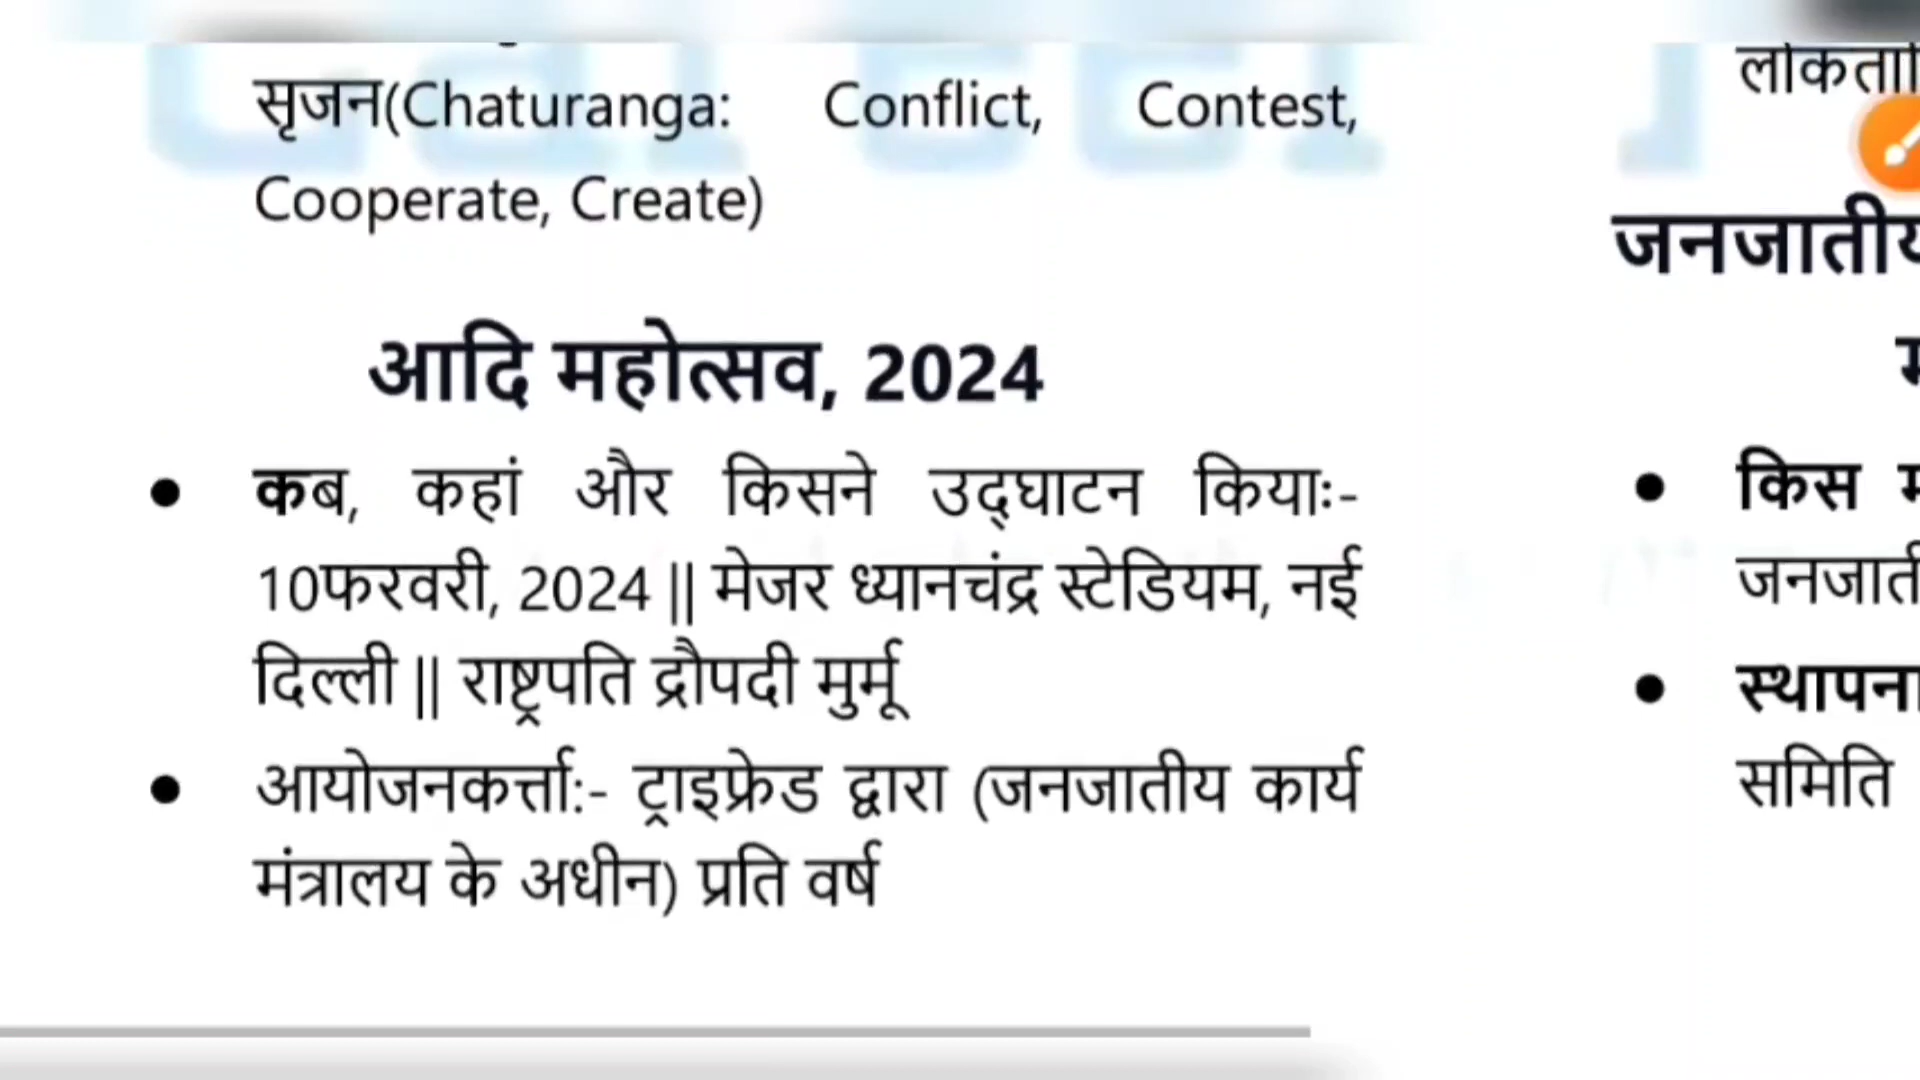 सृजन(Chaturanga: Conflict, Contest,
Cooperate, Create)
आदि महोत्सव, 2024
कब, कहां और किसने उद्घाटन कियाः-
10फरवरी, 2024 || मेजर ध्यानचंद्र स्टेडियम, नई
दिल्ली || राष्ट्रपति द्रौपदी मुर्मू
आयोजनकर्त्ता:- ट्राइफ्रेड द्वारा (जनजातीय कार्य
मंत्रालय के अधीन) प्रति वर्ष
जनजातीय
किस
स्थापना
समिति